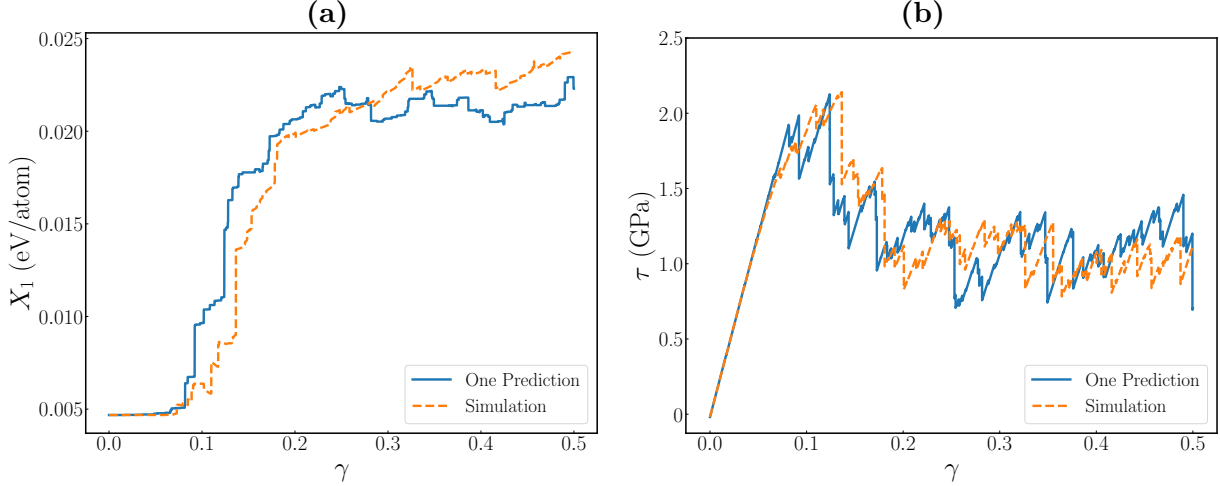 (a)
X₁ (eV/atom)
0.025
0.020
0.015
0.010
0.005
0.0
0.1
0.2
0.3
0.4
0.5
γ
One Prediction
Simulation
(b)
τ (GPa)
2.5
2.0
1.5
1.0
0.5
0
0.0
0.1
0.2
0.3
0.4
0.5
γ
One Prediction
Simulation